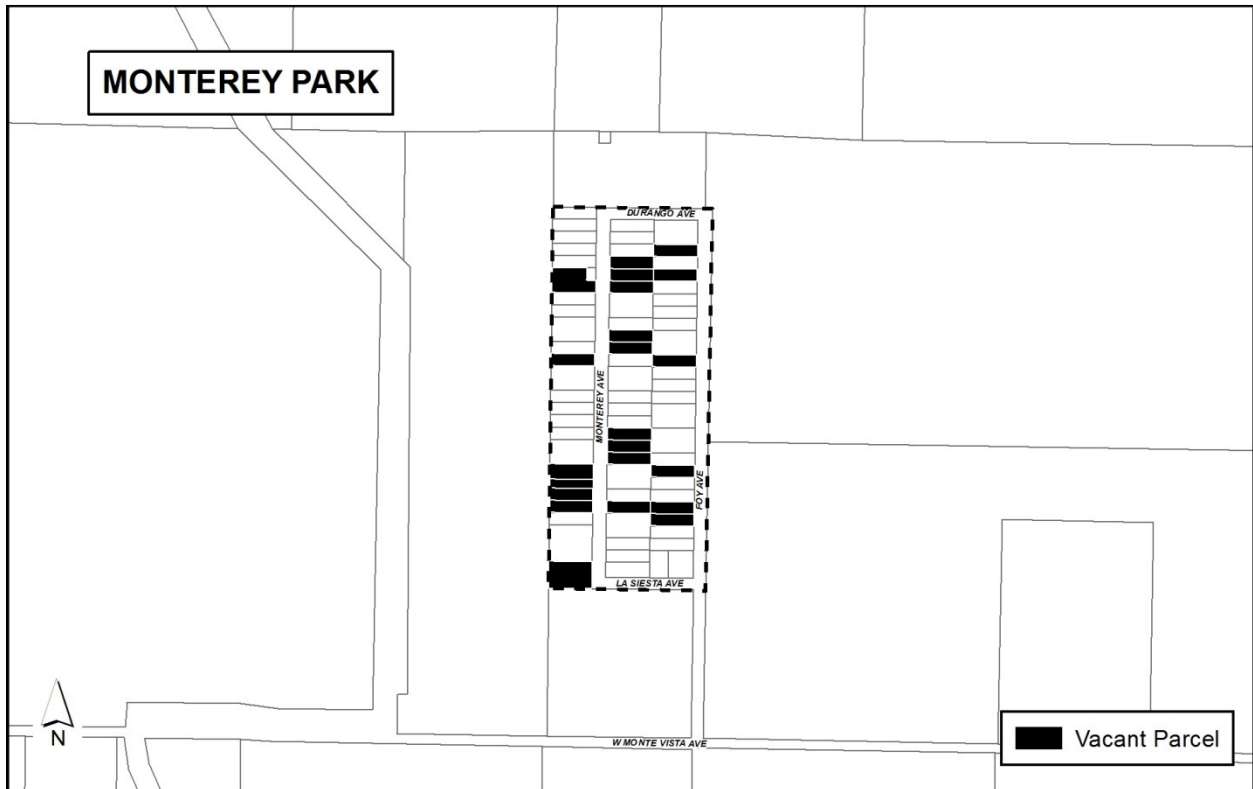 MONTEREY PARK
DURANGO AVE
MONTEREY AVE
FOY AVE
LA SIESTA AVE
W MONTE VISTA AVE
N
Vacant Parcel